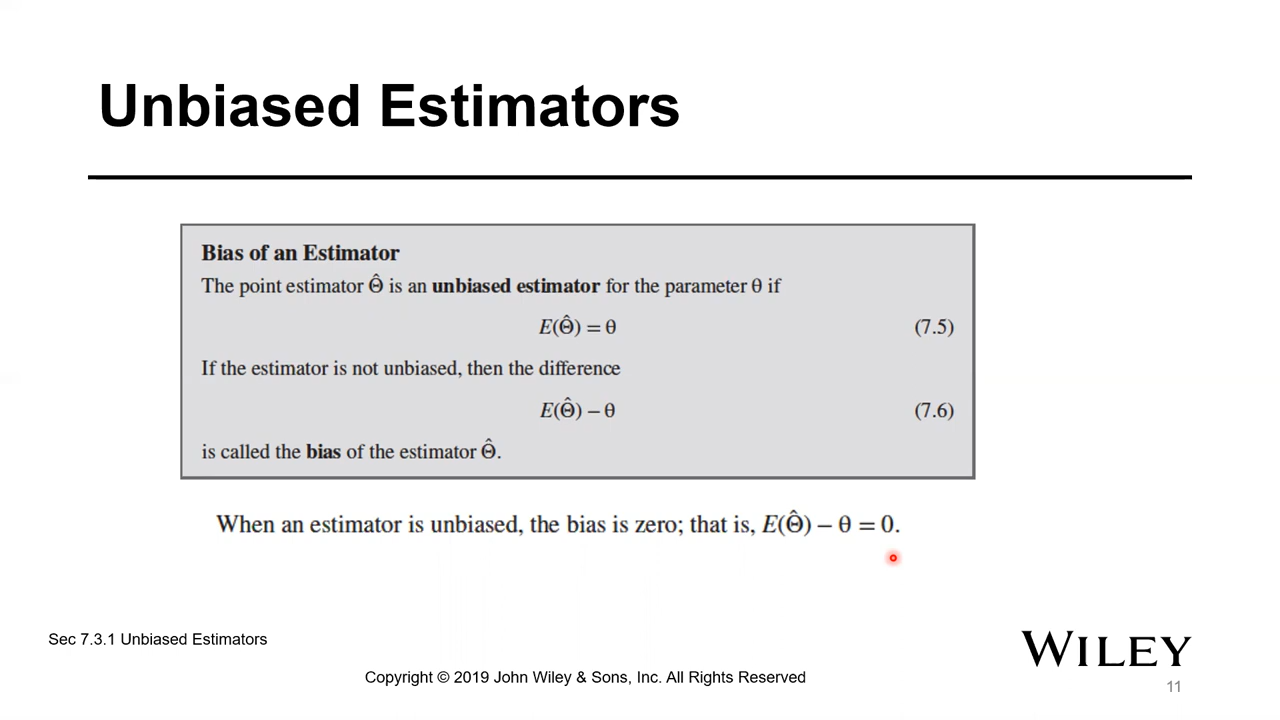 Unbiased Estimators
Bias of an Estimator
The point estimator Θ̂ is an unbiased estimator for the parameter θ if
E(Θ̂) = θ (7.5)
If the estimator is not unbiased, then the difference
E(Θ̂) − θ (7.6)
is called the bias of the estimator Θ̂.
When an estimator is unbiased, the bias is zero; that is, E(Θ̂) − θ = 0.
Sec 7.3.1 Unbiased Estimators
WILEY
Copyright © 2019 John Wiley & Sons, Inc. All Rights Reserved
11